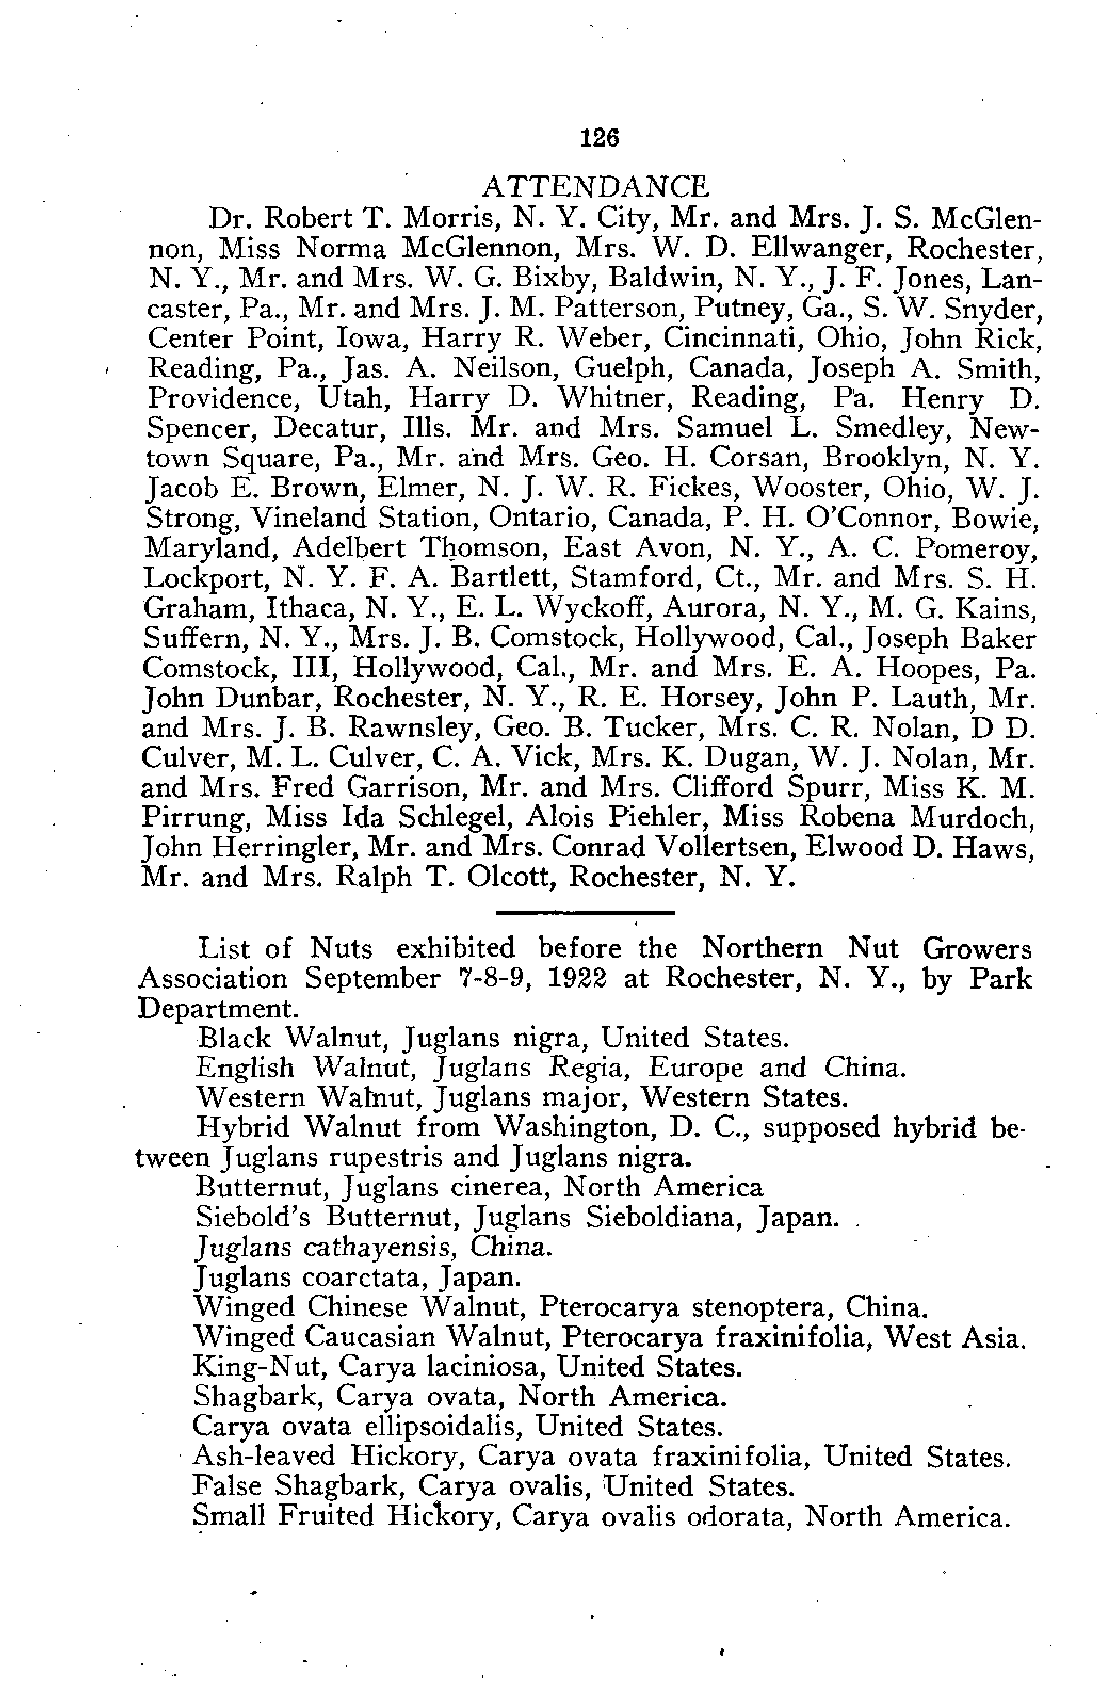 126
ATTENDANCE
Dr. Robert T. Morris, N. Y. City, Mr. and Mrs. J. S. McGlen-
non, Miss Norma McGlennon, Mrs. W. D. Ellwanger, Rochester,
N. Y., Mr. and Mrs. W. G. Bixby, Baldwin, N. Y., J. F. Jones, Lan-
caster, Pa., Mr. and Mrs. J. M. Patterson, Putney, Ga., S. W. Snyder,
Center Point, Iowa, Harry R. Weber, Cincinnati, Ohio, John Rick,
Reading, Pa., Jas. A. Neilson, Guelph, Canada, Joseph A. Smith,
Providence, Utah, Harry D. Whitner, Reading, Pa. Henry D.
Spencer, Decatur, Ills. Mr. and Mrs. Samuel L. Smedley, New-
town Square, Pa., Mr. and Mrs. Geo. H. Corsan, Brooklyn, N. Y.
Jacob E. Brown, Elmer, N. J. W. R. Fickes, Wooster, Ohio, W. J.
Strong, Vineland Station, Ontario, Canada, P. H. O'Connor, Bowie,
Maryland, Adelbert Thomson, East Avon, N. Y., A. C. Pomeroy,
Lockport, N. Y. F. A. Bartlett, Stamford, Ct., Mr. and Mrs. S. H.
Graham, Ithaca, N. Y., E. L. Wyckoff, Aurora, N. Y., M. G. Kains,
Suffern, N. Y., Mrs. J. B. Comstock, Hollywood, Cal., Joseph Baker
Comstock, III, Hollywood, Cal., Mr. and Mrs. E. A. Hoopes, Pa.
John Dunbar, Rochester, N. Y., R. E. Horsey, John P. Lauth, Mr.
and Mrs. J. B. Rawnsley, Geo. B. Tucker, Mrs. C. R. Nolan, D D.
Culver, M. L. Culver, C. A. Vick, Mrs. K. Dugan, W. J. Nolan, Mr.
and Mrs. Fred Garrison, Mr. and Mrs. Clifford Spurr, Miss K. M.
Pirrung, Miss Ida Schlegel, Alois Piehler, Miss Robena Murdoch,
John Herringler, Mr. and Mrs. Conrad Vollertsen, Elwood D. Haws,
Mr. and Mrs. Ralph T. Olcott, Rochester, N. Y.
List of Nuts exhibited before the Northern Nut Growers
Association September 7-8-9, 1922 at Rochester, N. Y., by Park
Department.
Black Walnut, Juglans nigra, United States.
English Walnut, Juglans Regia, Europe and China.
Western Walnut, Juglans major, Western States.
Hybrid Walnut from Washington, D. C., supposed hybrid be-
tween Juglans rupestris and Juglans nigra.
Butternut, Juglans cinerea, North America
Siebold's Butternut, Juglans Sieboldiana, Japan.
Juglans cathayensis, China.
Juglans coarctata, Japan.
Winged Chinese Walnut, Pterocarya stenoptera, China.
Winged Caucasian Walnut, Pterocarya fraxinifolia, West Asia.
King-Nut, Carya laciniosa, United States.
Shagbark, Carya ovata, North America.
Carya ovata ellipsoidalis, United States.
Ash-leaved Hickory, Carya ovata fraxinifolia, United States.
False Shagbark, Carya ovalis, United States.
Small Fruited Hickory, Carya ovalis odorata, North America.